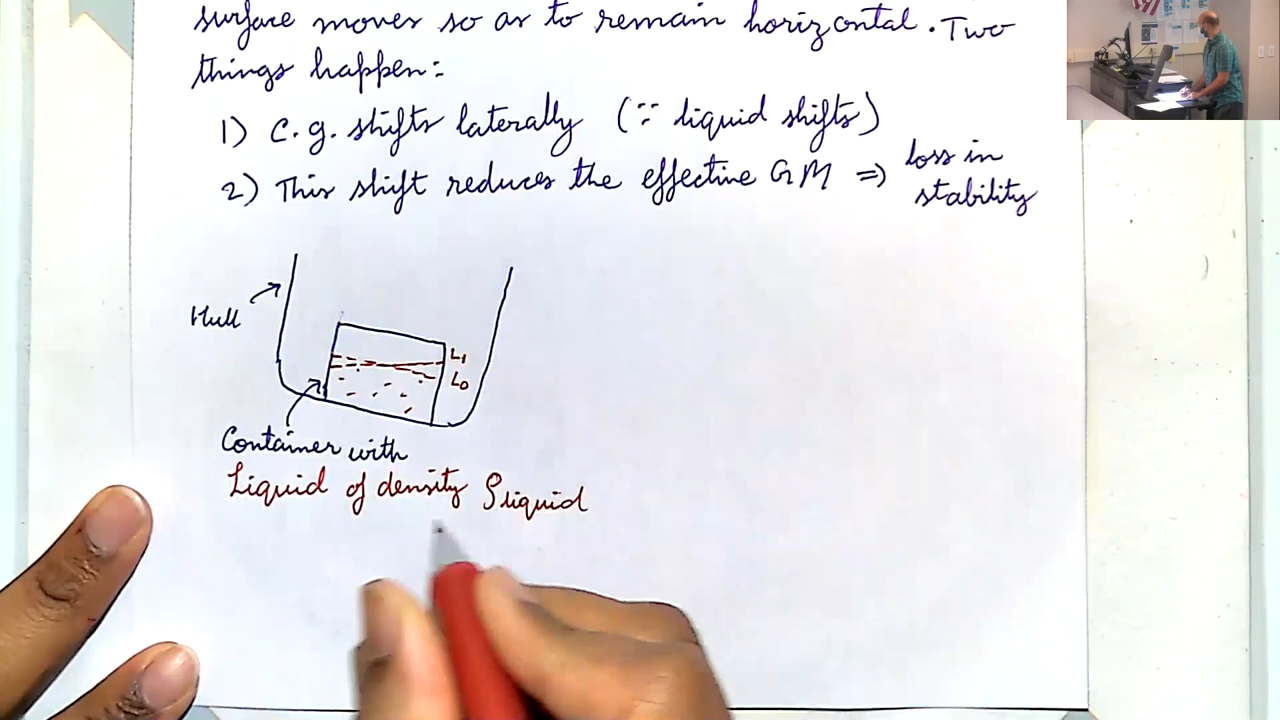 surface moves so as to remain horizontal. Two
things happen:
1) C.g. shifts laterally (∵ liquid shifts)
2) This shift reduces the effective GM ⇒ loss in
stability
Hull
L₁
L₀
Container with
Liquid of density ρliquid